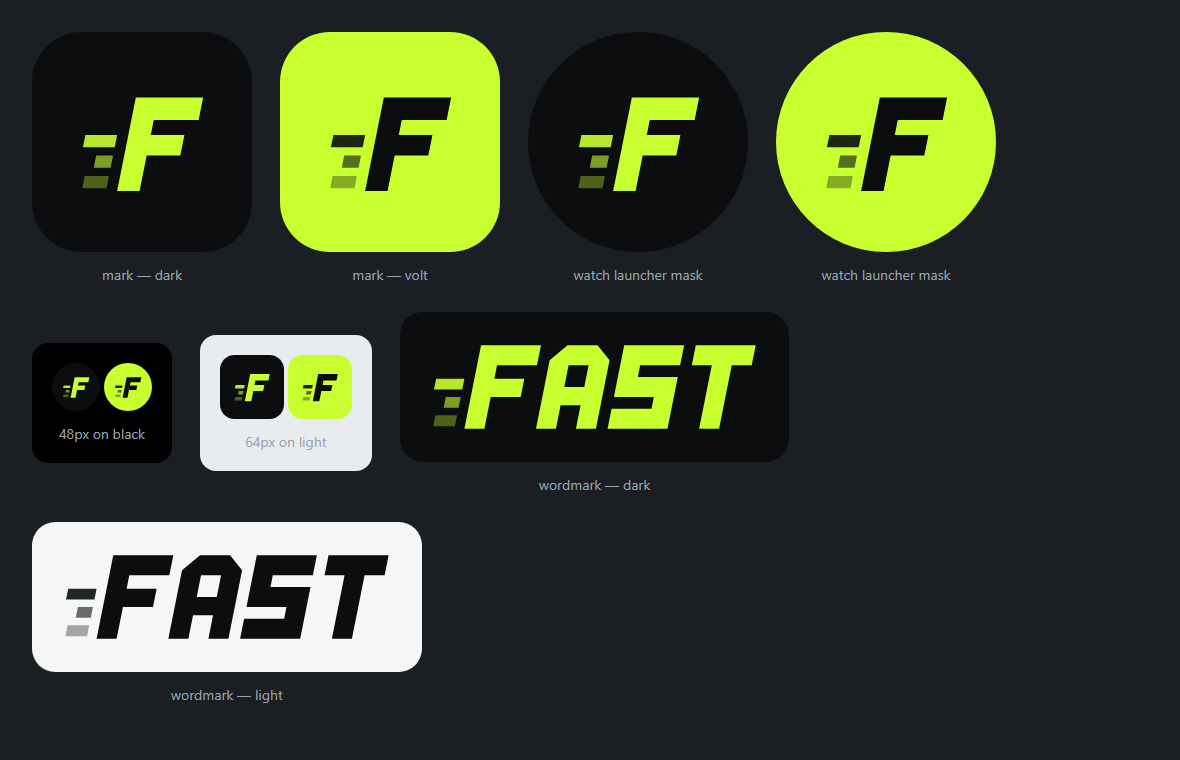 F
F
F
F
mark — dark
mark — volt
watch launcher mask
watch launcher mask
F
F
48px on black
F
F
64px on light
FAST
wordmark — dark
FAST
wordmark — light